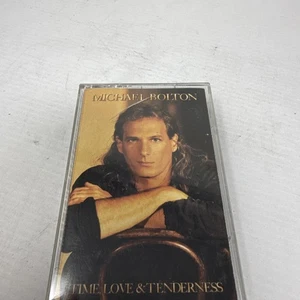 MICHAEL BOLTON
TIME, LOVE & TENDERNESS